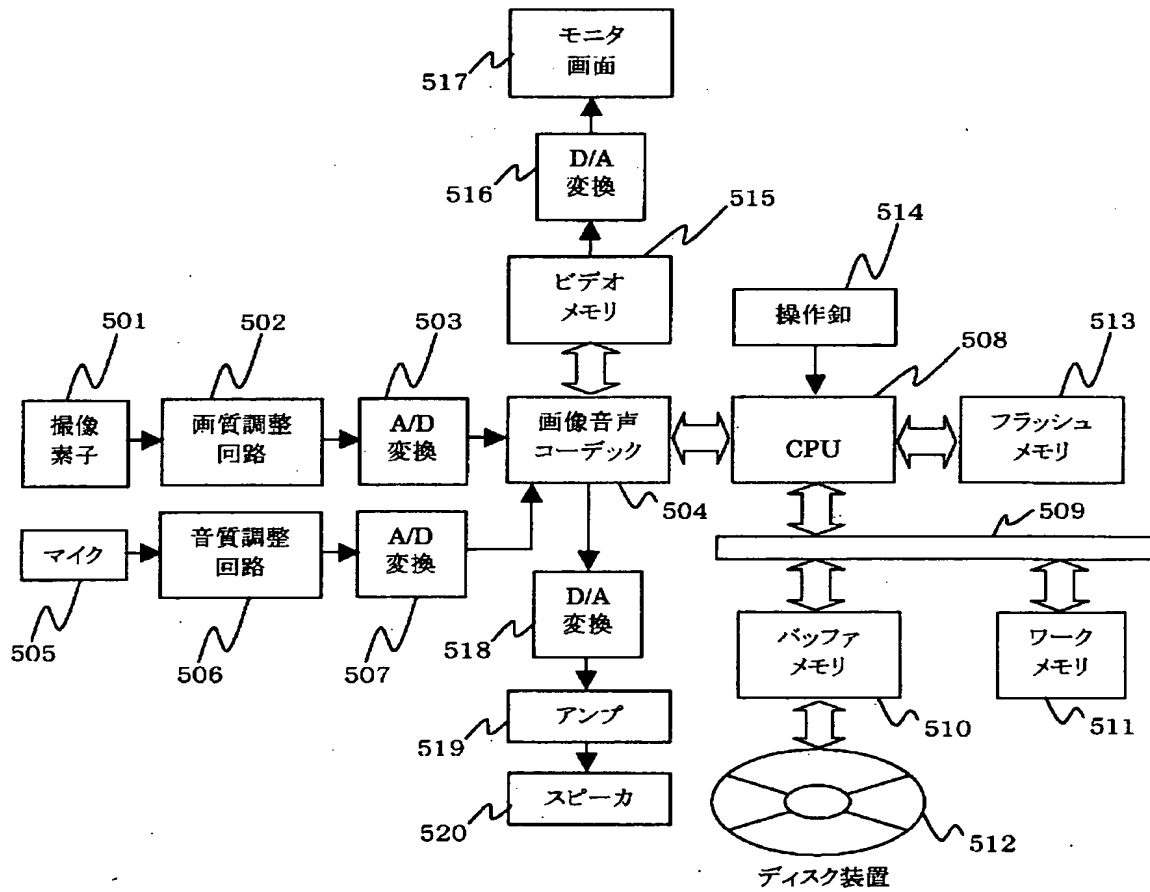 モニタ
画面
517
D/A
変換
516
515
514
ビデオ
メモリ
操作釦
501
502
503
508
513
撮像
素子
画質調整
回路
A/D
変換
画像音声
コーデック
CPU
フラッシュ
メモリ
504
509
マイク
音質調整
回路
A/D
変換
505
506
507
D/A
変換
518
バッファ
メモリ
ワーク
メモリ
510
511
アンプ
519
スピーカ
520
512
ディスク装置